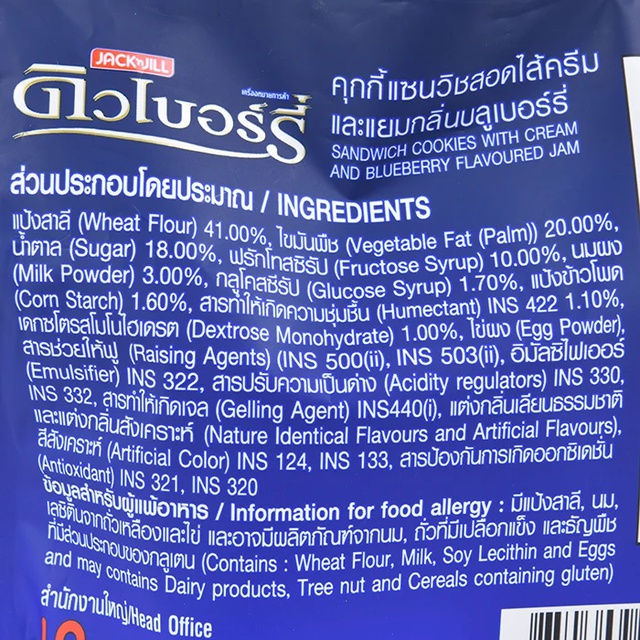 JACK 'n JILL
ดิวเบอร์รี่
เครื่องหมายการค้า
คุกกี้แซนวิชสอดไส้ครีม
และแยมกลิ่นบลูเบอร์รี่
SANDWICH COOKIES WITH CREAM
AND BLUEBERRY FLAVOURED JAM
ส่วนประกอบโดยประมาณ / INGREDIENTS
แป้งสาลี (Wheat Flour) 41.00%, ไขมันพืช (Vegetable Fat (Palm)) 20.00%,
น้ำตาล (Sugar) 18.00%, ฟรักโทสซิรัป (Fructose Syrup) 10.00%, นมผง
(Milk Powder) 3.00%, กลูโคสซีรัป (Glucose Syrup) 1.70%, แป้งข้าวโพด
(Corn Starch) 1.60%, สารทำให้เกิดความชุ่มชื้น (Humectant) INS 422 1.10%,
เดกซ์โตรสโมโนไฮเดรต (Dextrose Monohydrate) 1.00%, ไข่ผง (Egg Powder),
สารช่วยให้ฟู (Raising Agents) (INS 500(ii), INS 503(ii), อิมัลซิไฟเออร์
(Emulsifier) INS 322, สารปรับความเป็นด่าง (Acidity regulators) INS 330,
INS 332, สารทำให้เกิดเจล (Gelling Agent) INS440(i), แต่งกลิ่นเลียนธรรมชาติ
และแต่งกลิ่นสังเคราะห์ (Nature Identical Flavours and Artificial Flavours),
สีสังเคราะห์ (Artificial Color) INS 124, INS 133, สารป้องกันการเกิดออกซิเดชั่น
(Antioxidant) INS 321, INS 320
ข้อมูลสำหรับผู้แพ้อาหาร / Information for food allergy : มีแป้งสาลี, นม,
เลซิตินจากถั่วเหลืองและไข่ และอาจมีผลิตภัณฑ์จากนม, ถั่วที่มีเปลือกแข็ง และธัญพืช
ที่มีส่วนประกอบของกลูเตน (Contains : Wheat Flour, Milk, Soy Lecithin and Eggs
and may contains Dairy products, Tree nut and Cereals containing gluten)
สำนักงานใหญ่/Head Office